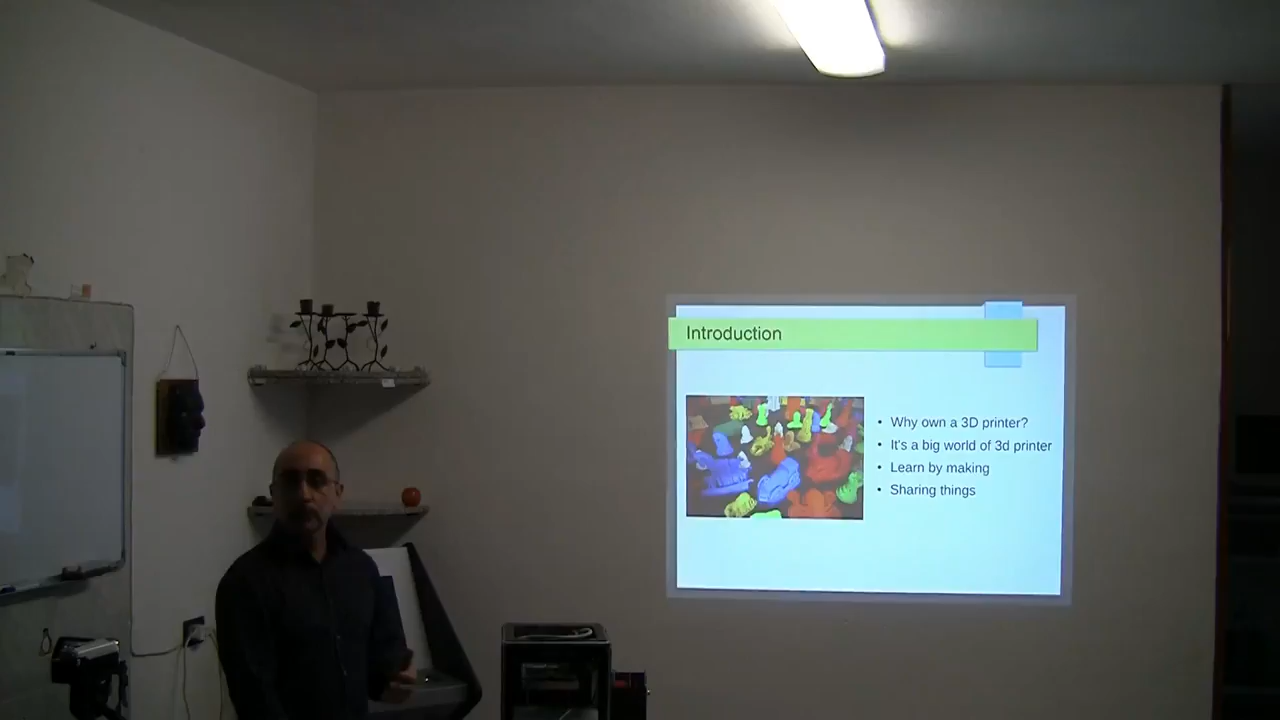 Introduction
Why own a 3D printer?
It's a big world of 3d printer
Learn by making
Sharing things